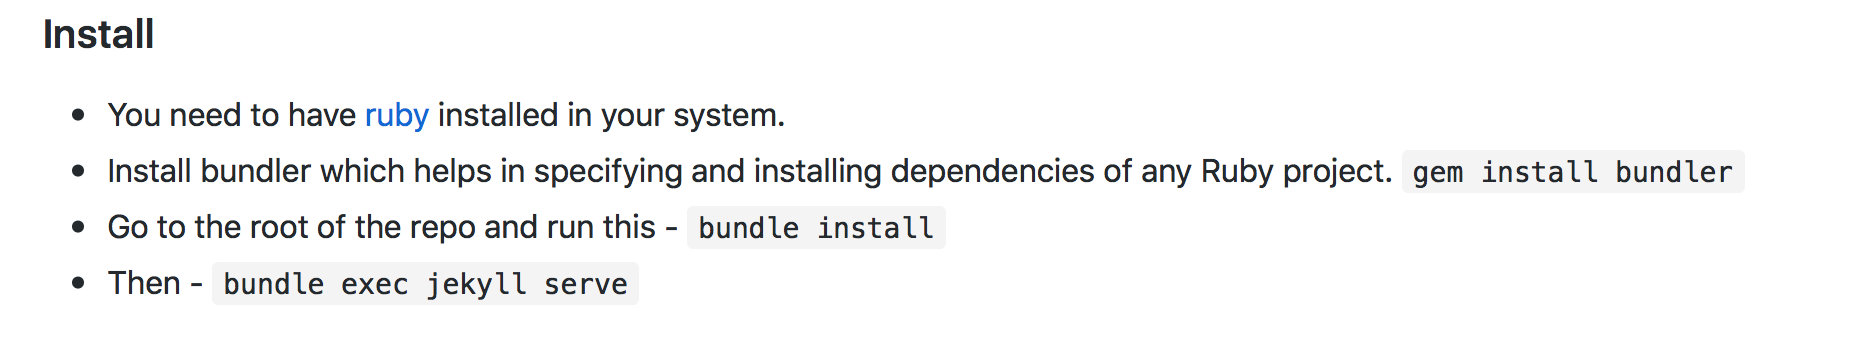 Install
You need to have ruby installed in your system.
Install bundler which helps in specifying and installing dependencies of any Ruby project. gem install bundler
Go to the root of the repo and run this - bundle install
Then - bundle exec jekyll serve